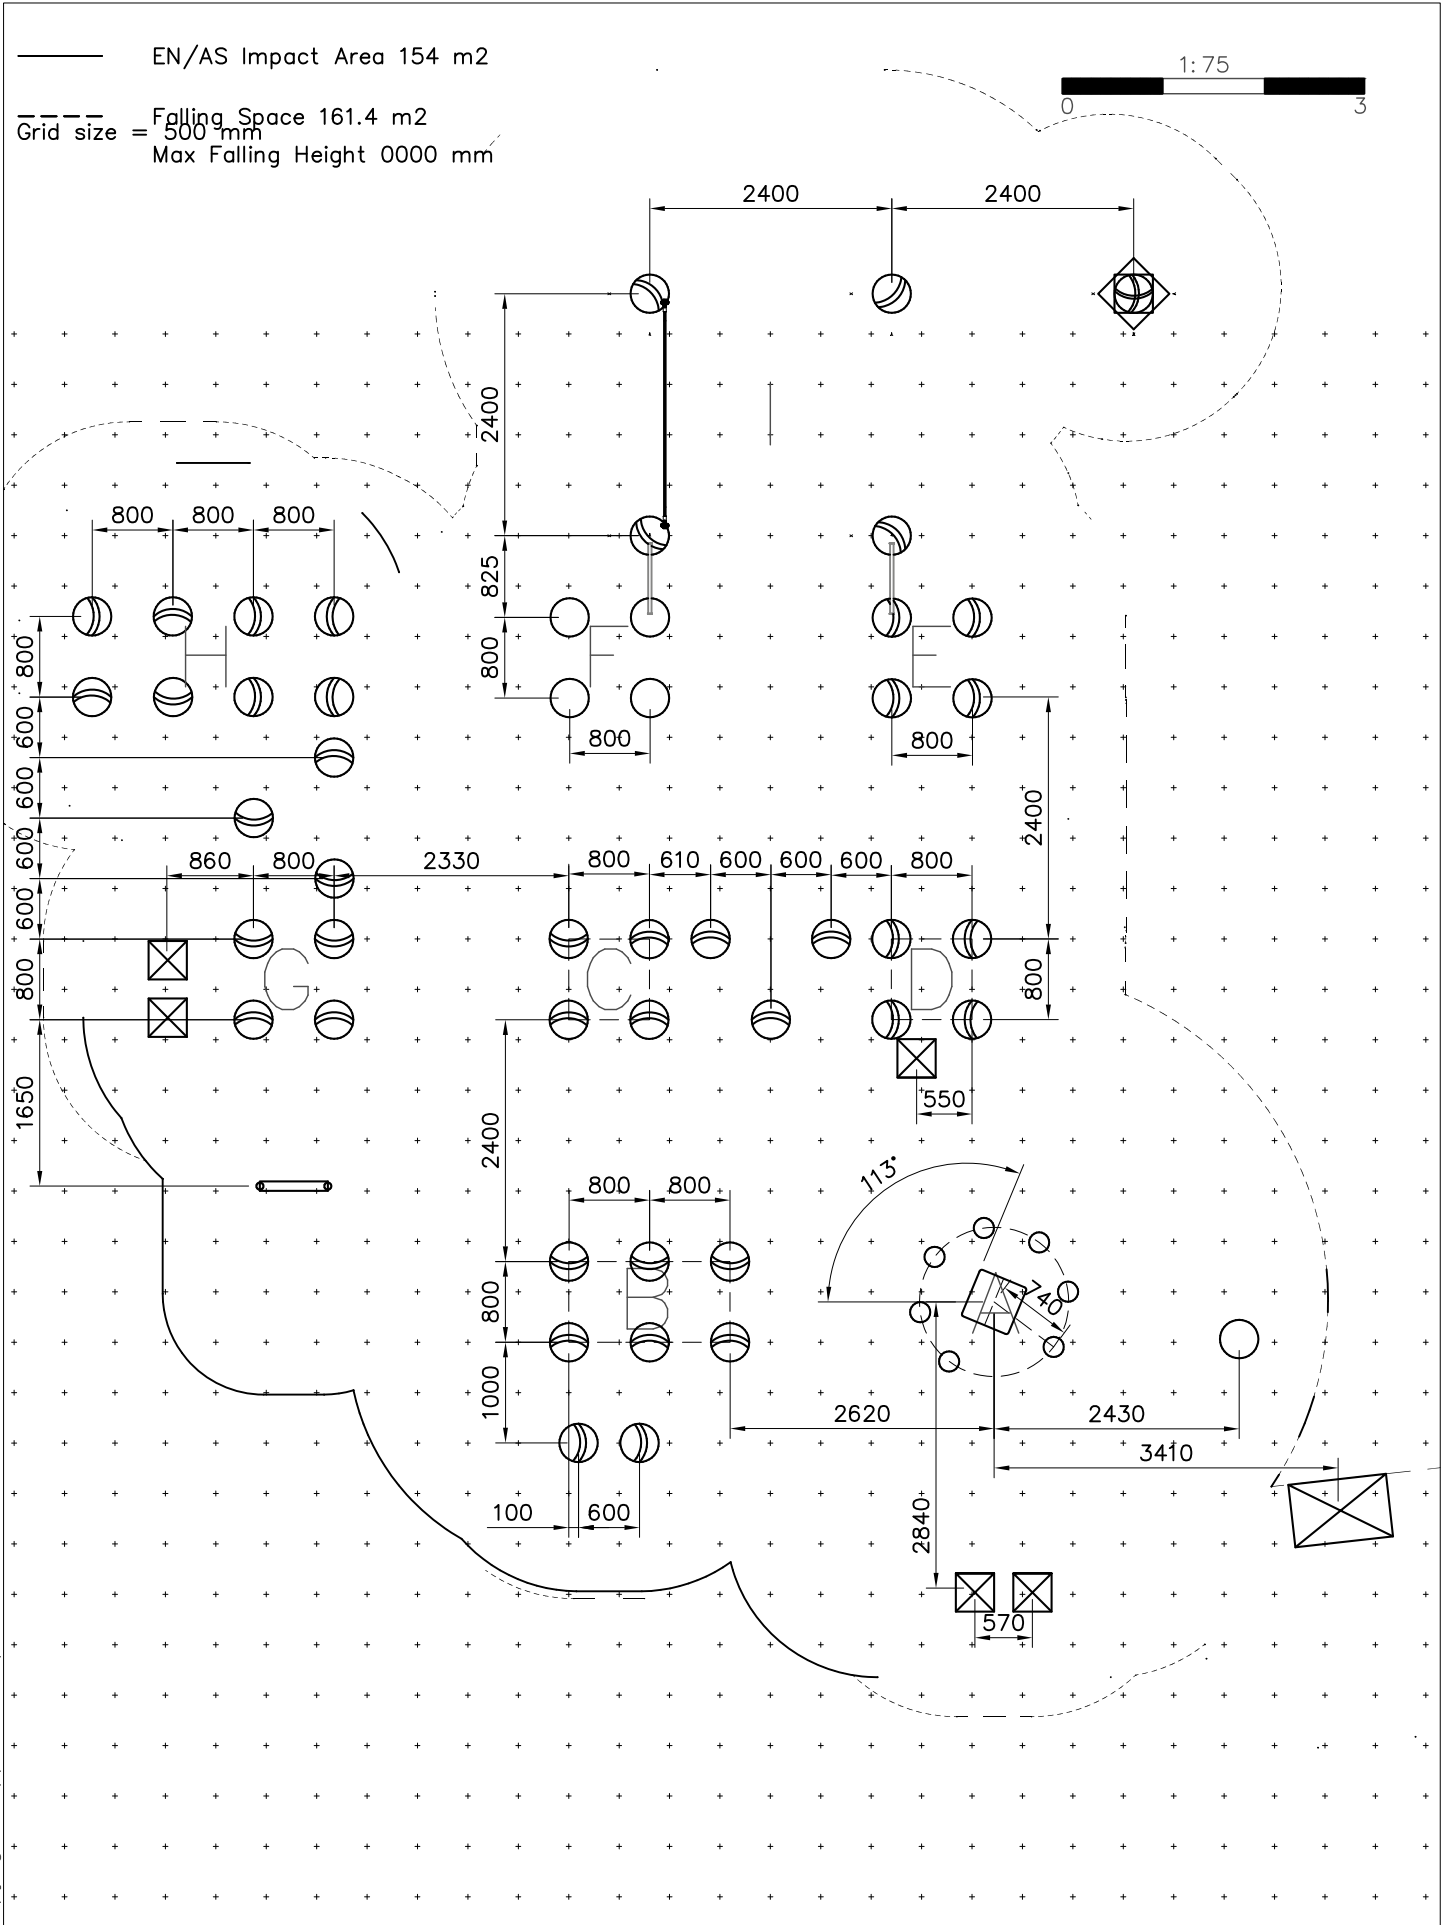 EN/AS Impact Area 154 m2
1:75
0 3
Falling Space 161.4 m2
Grid size = 500 mm
Max Falling Height 0000 mm
2400 2400
2400
800 800 800
825
800 H 800 F E
600 800 800
600 2400
600 860 800 2330 800 610 600 600 600 800
600
800 G C D 800
1650 550
2400
113°
800 800
800 B A 740
1000 2620 2430
3410
100 600 2840
570